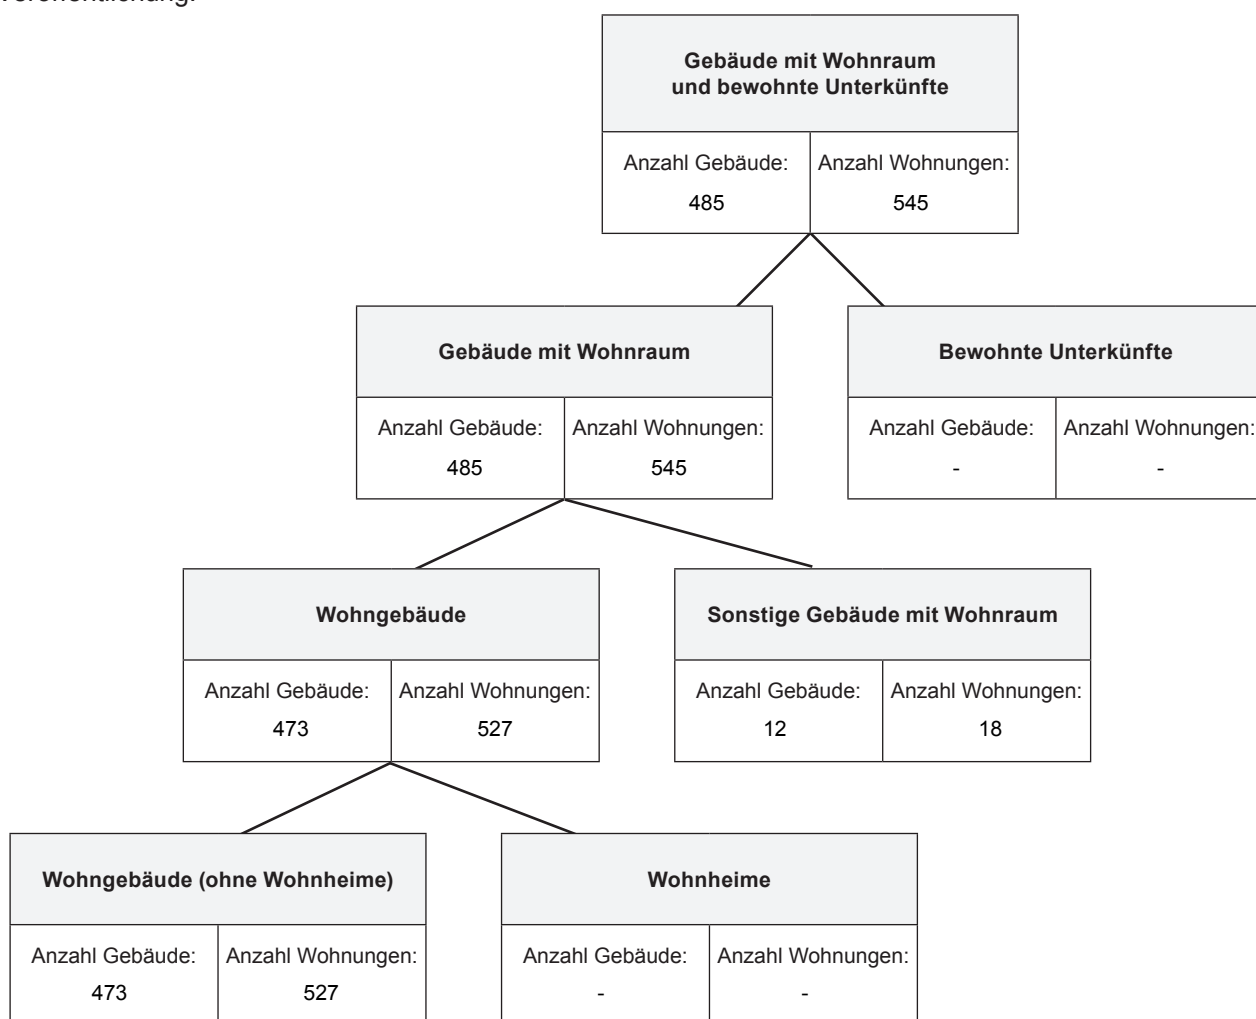 Veröffentlichung.
Gebäude mit Wohnraum
und bewohnte Unterkünfte
Anzahl Gebäude: Anzahl Wohnungen:
485 545
Gebäude mit Wohnraum
Anzahl Gebäude: Anzahl Wohnungen:
485 545
Bewohnte Unterkünfte
Anzahl Gebäude: Anzahl Wohnungen:
- -
Wohngebäude
Anzahl Gebäude: Anzahl Wohnungen:
473 527
Sonstige Gebäude mit Wohnraum
Anzahl Gebäude: Anzahl Wohnungen:
12 18
Wohngebäude (ohne Wohnheime)
Anzahl Gebäude: Anzahl Wohnungen:
473 527
Wohnheime
Anzahl Gebäude: Anzahl Wohnungen:
- -